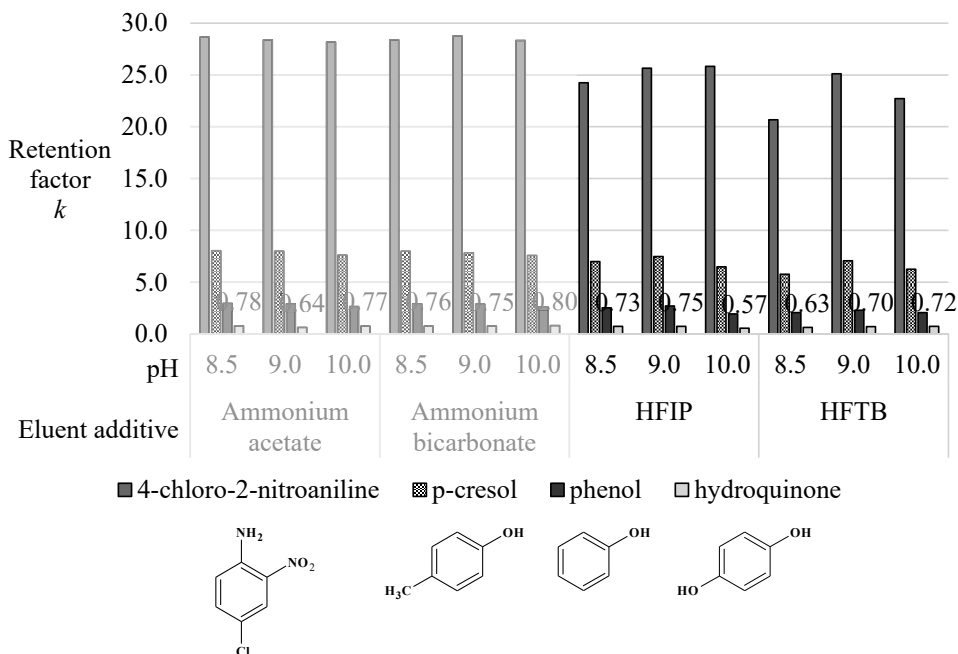 30.0
25.0
20.0
15.0
10.0
5.0
0.0
Retention
factor
k
0.78 0.64 0.77 0.76 0.75 0.80 0.73 0.75 0.57 0.63 0.70 0.72
pH 8.5 9.0 10.0 8.5 9.0 10.0 8.5 9.0 10.0 8.5 9.0 10.0
Eluent additive
Ammonium
acetate
Ammonium
bicarbonate
HFIP
HFTB
4-chloro-2-nitroaniline p-cresol phenol hydroquinone
NH2
NO2
Cl
OH
H3C
OH
OH
HO